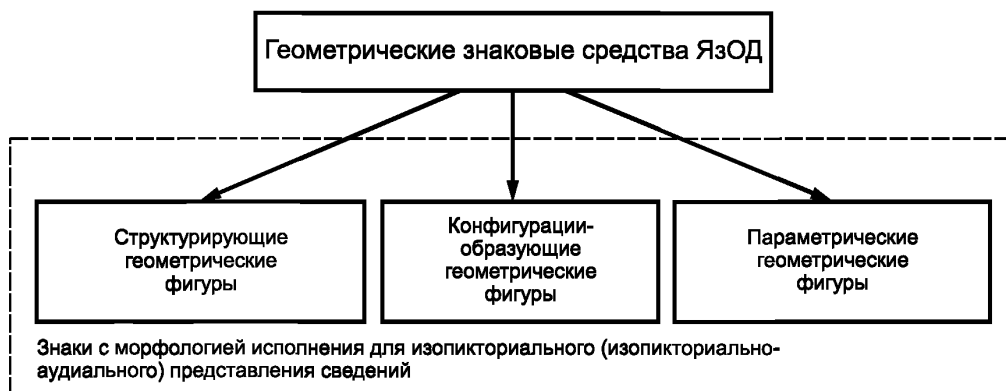 Геометрические знаковые средства ЯзОД
Структурирующие
геометрические
фигуры
Конфигурации-
образующие
геометрические
фигуры
Параметрические
геометрические
фигуры
Знаки с морфологией исполнения для изопикториального (изопикториально-
аудиального) представления сведений